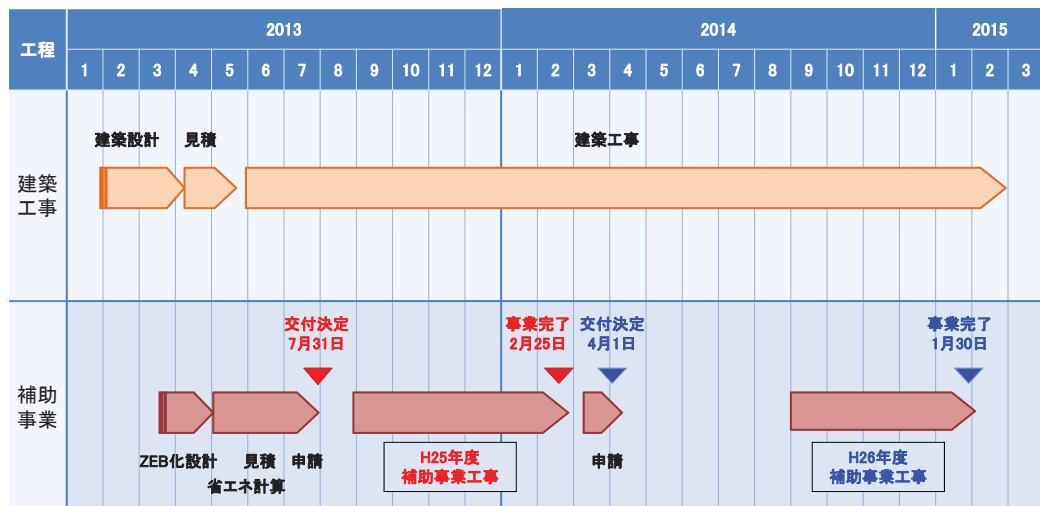 工程
2013
2014
2015
1 2 3 4 5 6 7 8 9 10 11 12 1 2 3 4 5 6 7 8 9 10 11 12 1 2 3
建築
工事
建築設計
見積
建築工事
補助
事業
交付決定
7月31日
事業完了
2月25日
交付決定
4月1日
事業完了
1月30日
ZEB化設計
見積
省エネ計算
申請
H25年度
補助事業工事
申請
H26年度
補助事業工事